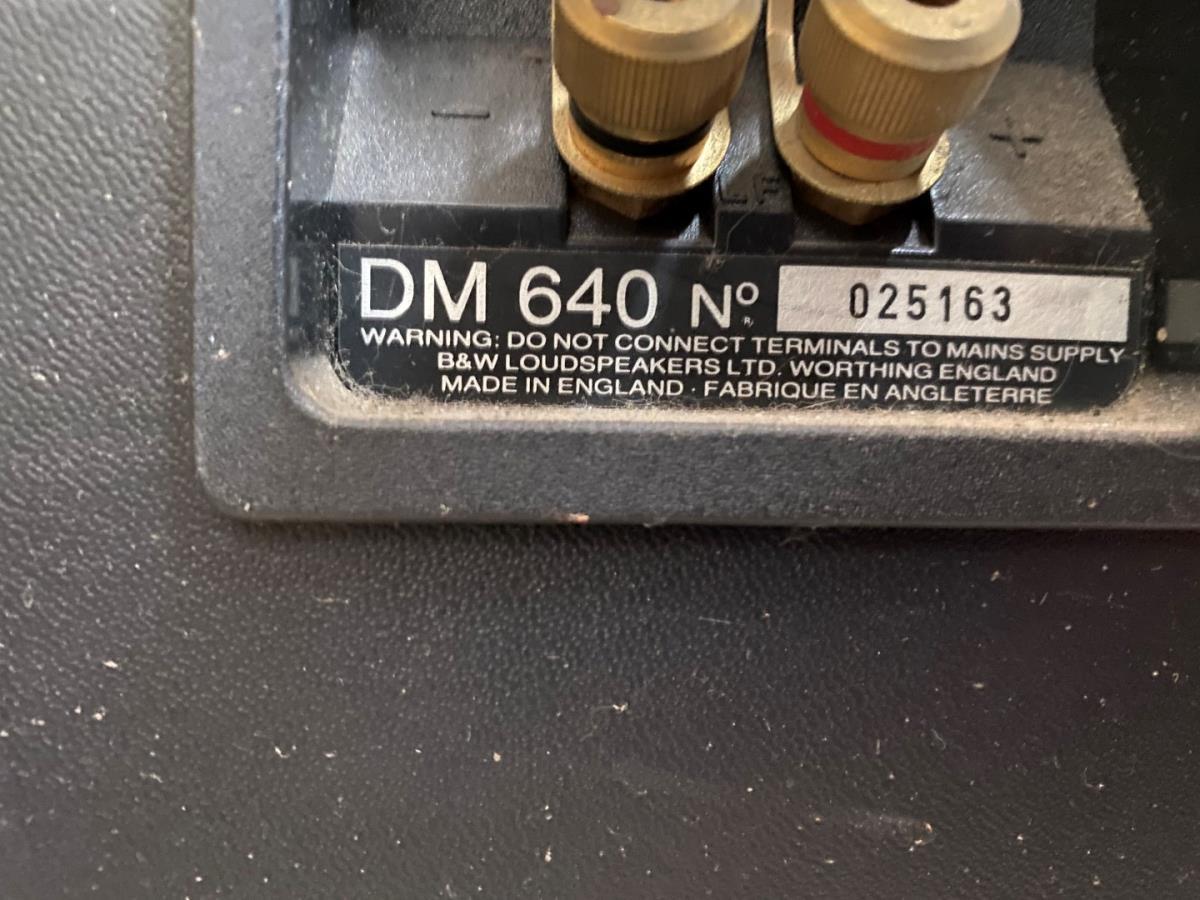 − +
LF
DM 640 Nº R 025163
WARNING: DO NOT CONNECT TERMINALS TO MAINS SUPPLY
B&W LOUDSPEAKERS LTD. WORTHING ENGLAND
MADE IN ENGLAND · FABRIQUE EN ANGLETERRE